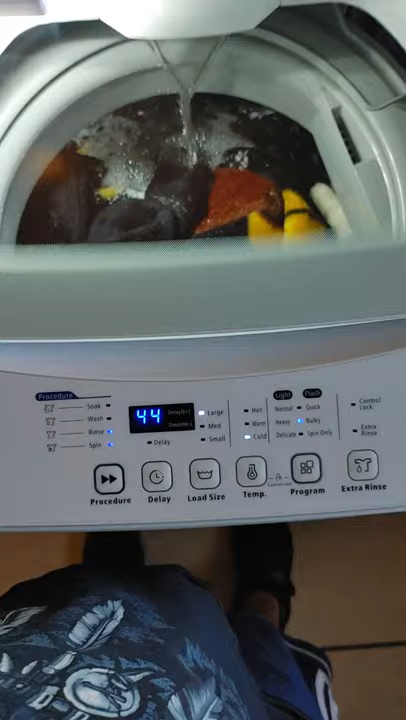 Procedure
Soak
Wash
Rinse
Spin
44
Delay(Hr.)
Time(min.)
Delay
Large
Med
Small
Hot
Warm
Cold
Light Flash
Normal Quick
Heavy Bulky
Delicate Spin Only
Control Lock
Extra Rinse
Procedure Delay Load Size Temp. Control Lock Program Extra Rinse